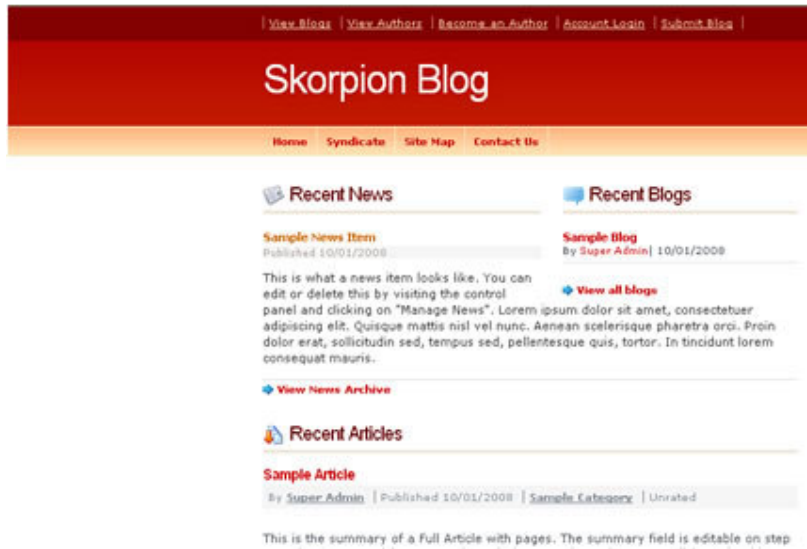 | View Blogs | View Authors | Become an Author | Account Login | Submit Blog |
Skorpion Blog
Home Syndicate Site Map Contact Us
Recent News
Sample News Item
Published 10/01/2008
This is what a news item looks like. You can
edit or delete this by visiting the control
panel and clicking on "Manage News". Lorem ipsum dolor sit amet, consectetuer
adipiscing elit. Quisque mattis nisl vel nunc. Aenean scelerisque pharetra orci. Proin
dolor erat, sollicitudin sed, tempus sed, pellentesque quis, tortor. In tincidunt lorem
consequat mauris.
View News Archive
Recent Blogs
Sample Blog
By Super Admin| 10/01/2008
View all blogs
Recent Articles
Sample Article
By Super Admin | Published 10/01/2008 | Sample Category | Unrated
This is the summary of a Full Article with pages. The summary field is editable on step